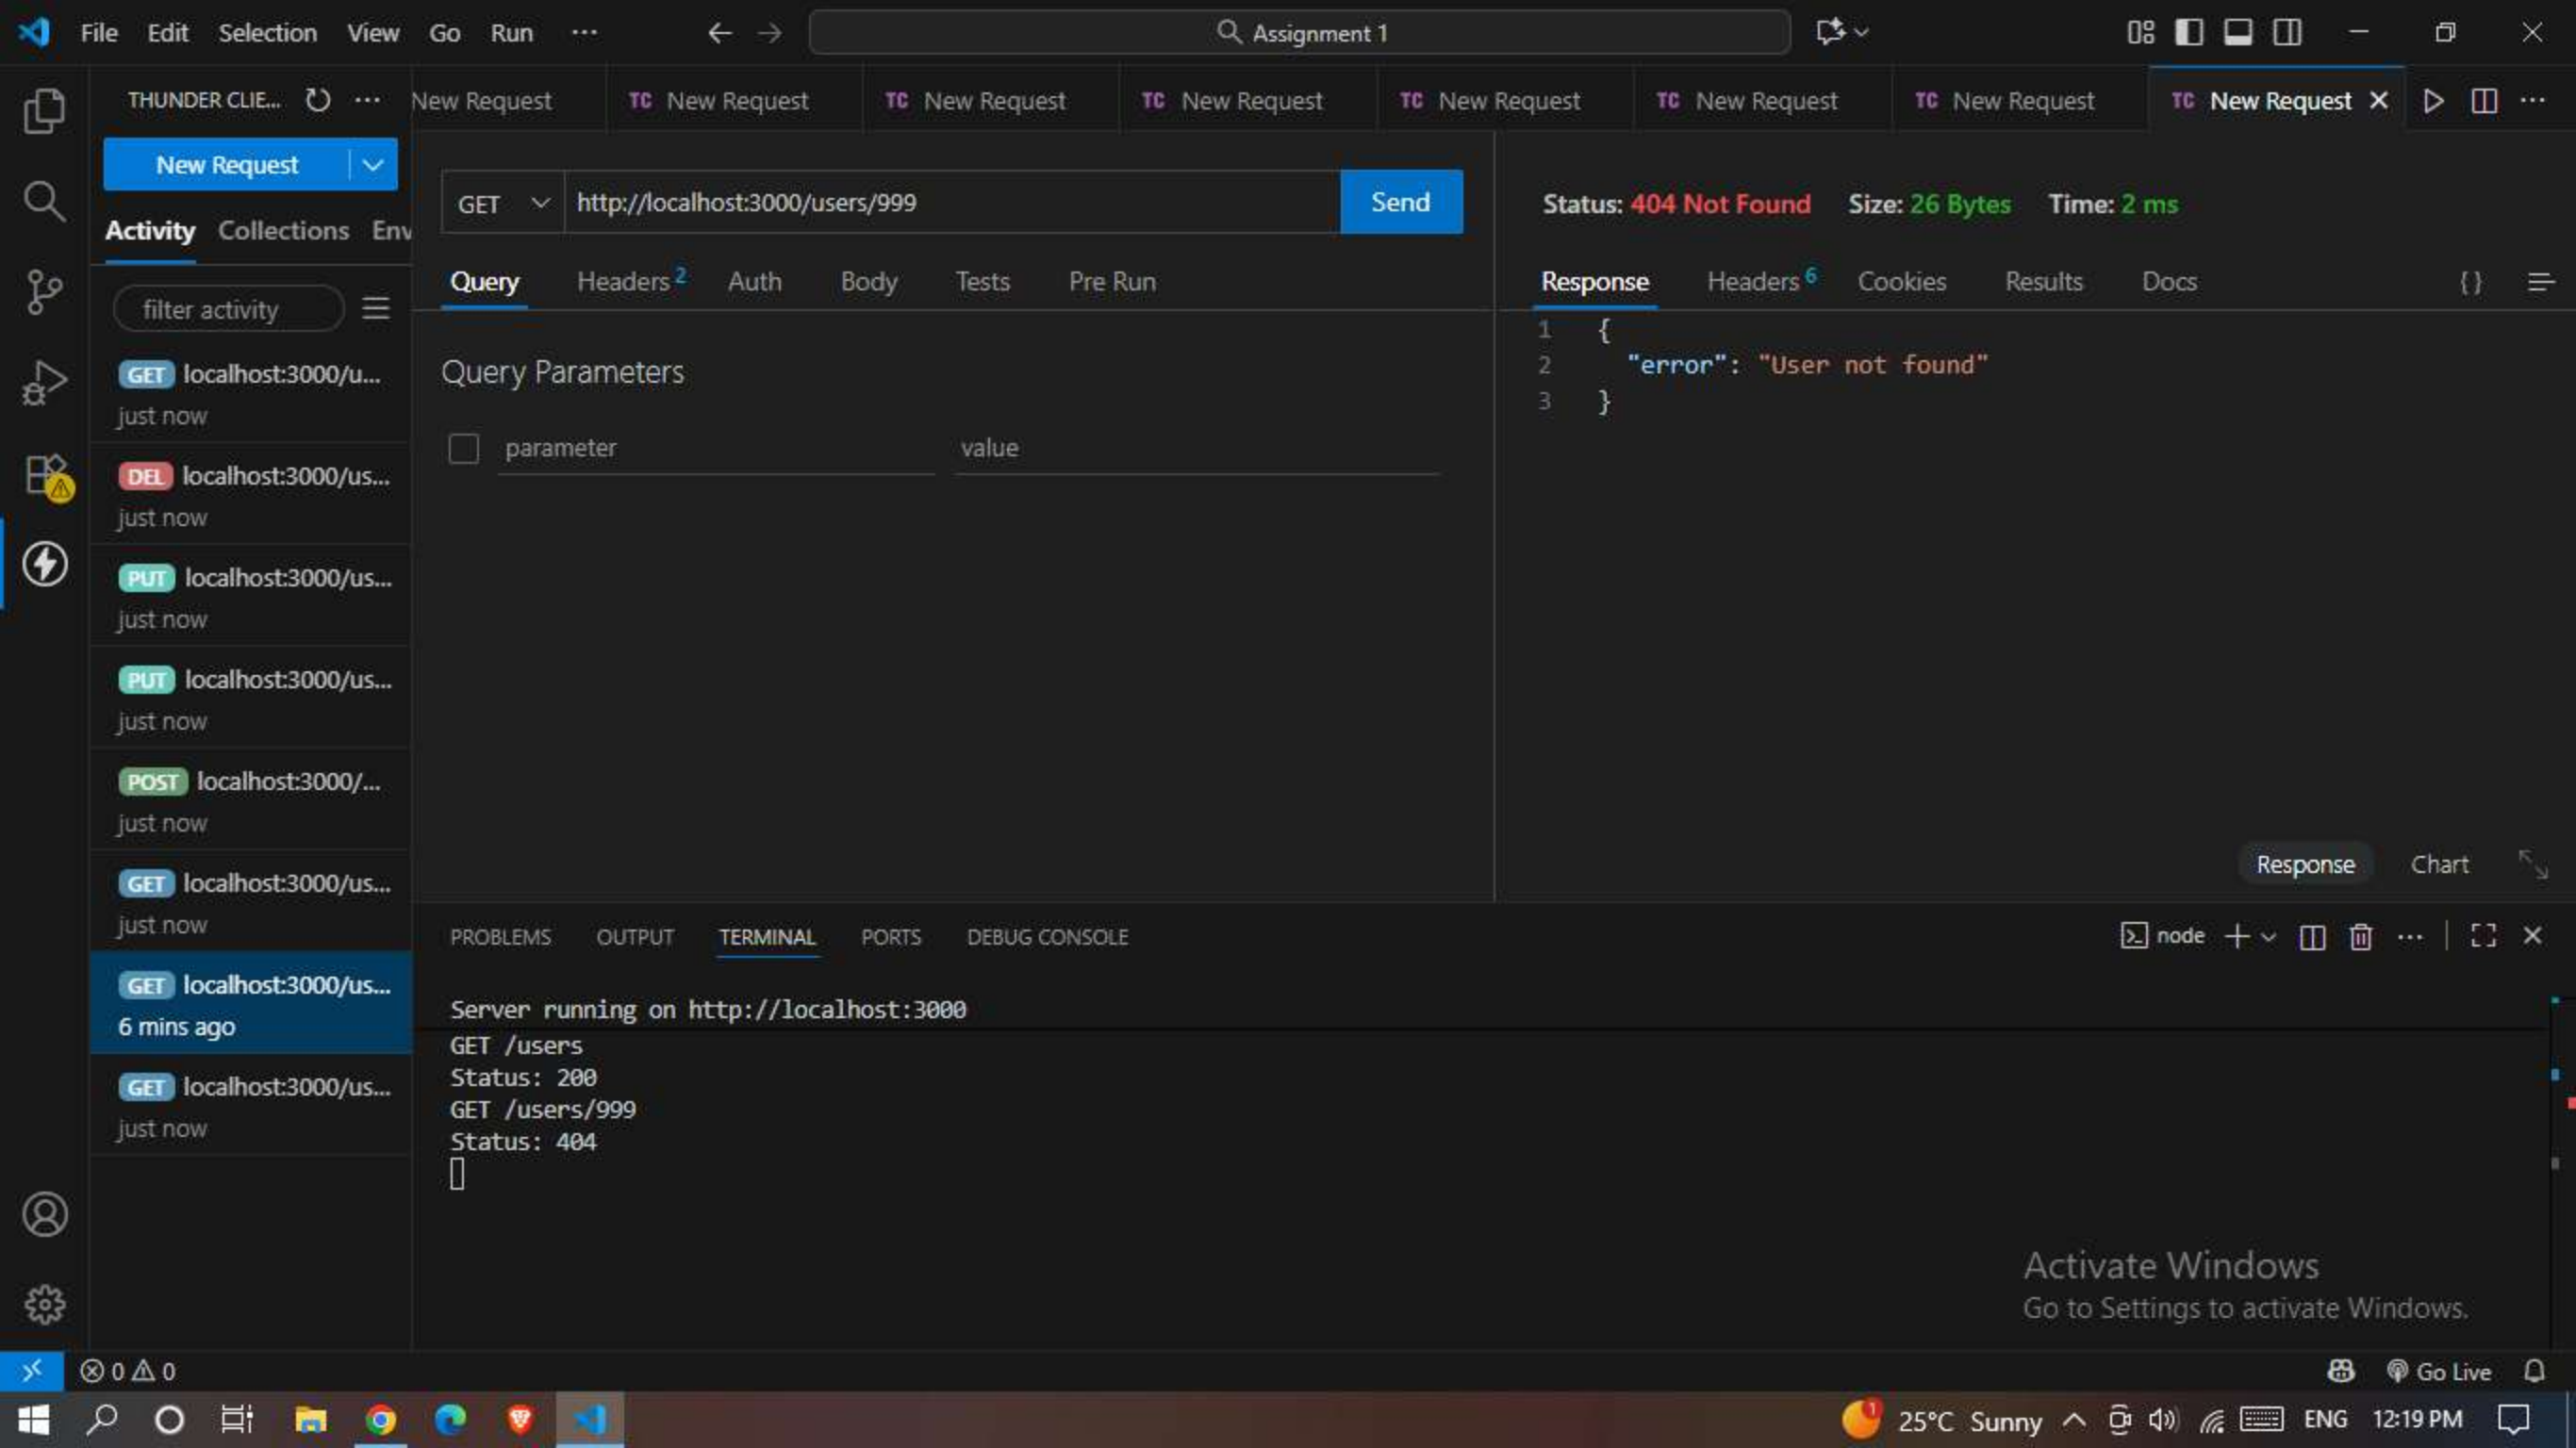 File Edit Selection View Go Run ···
Assignment 1
THUNDER CLIE... ···
New Request
TC New Request
TC New Request
TC New Request
TC New Request
TC New Request
TC New Request
TC New Request
New Request
Activity Collections Env
filter activity
GET localhost:3000/u...
just now
DEL localhost:3000/us...
just now
PUT localhost:3000/us...
just now
PUT localhost:3000/us...
just now
POST localhost:3000/...
just now
GET localhost:3000/us...
just now
GET localhost:3000/us...
6 mins ago
GET localhost:3000/us...
just now
GET http://localhost:3000/users/999 Send
Query Headers 2 Auth Body Tests Pre Run
Query Parameters
parameter value
Status: 404 Not Found Size: 26 Bytes Time: 2 ms
Response Headers 6 Cookies Results Docs {}
1 {
2 "error": "User not found"
3 }
Response Chart
PROBLEMS OUTPUT TERMINAL PORTS DEBUG CONSOLE
node
Server running on http://localhost:3000
GET /users
Status: 200
GET /users/999
Status: 404
Activate Windows
Go to Settings to activate Windows.
0 0
Go Live
1
25°C Sunny ENG 12:19 PM